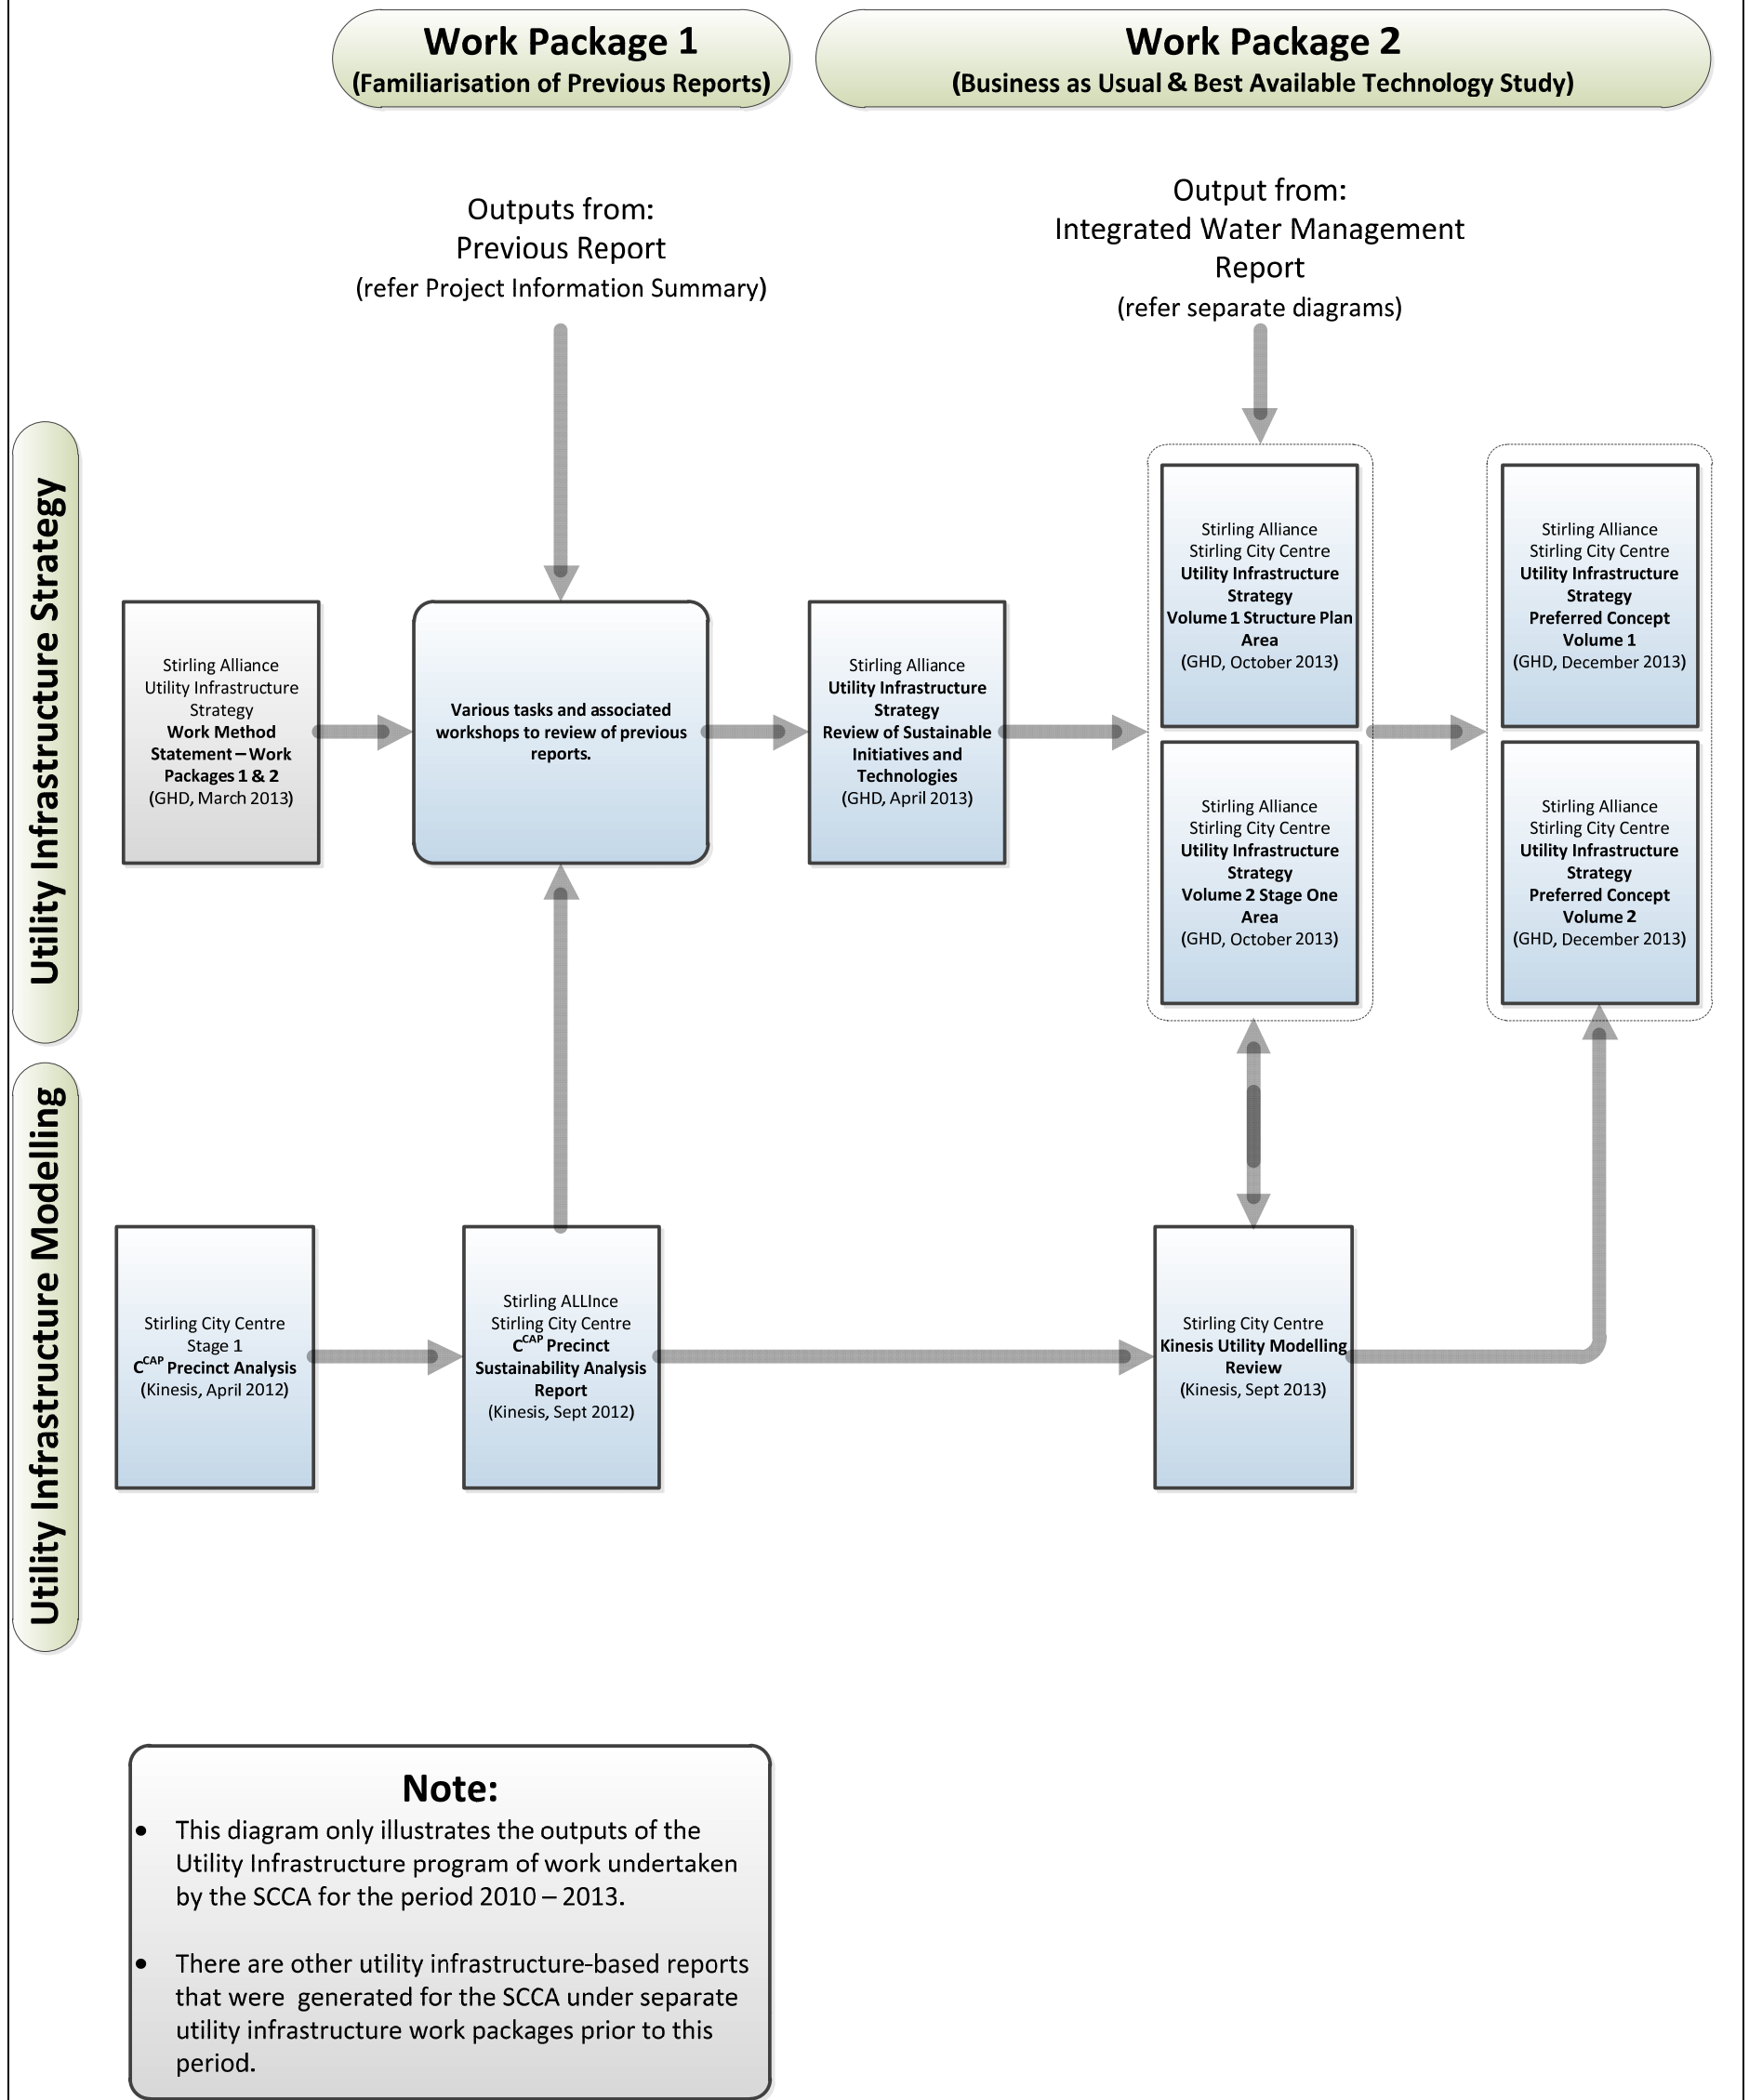 Work Package 1
(Familiarisation of Previous Reports)
Work Package 2
(Business as Usual & Best Available Technology Study)
Outputs from:
Previous Report
(refer Project Information Summary)
Output from:
Integrated Water Management
Report
(refer separate diagrams)
Utility Infrastructure Strategy
Stirling Alliance
Utility Infrastructure
Strategy
Work Method
Statement – Work
Packages 1 & 2
(GHD, March 2013)
Various tasks and associated
workshops to review of previous
reports.
Stirling Alliance
Utility Infrastructure
Strategy
Review of Sustainable
Initiatives and
Technologies
(GHD, April 2013)
Stirling Alliance
Stirling City Centre
Utility Infrastructure
Strategy
Volume 1 Structure Plan
Area
(GHD, October 2013)
Stirling Alliance
Stirling City Centre
Utility Infrastructure
Strategy
Volume 2 Stage One
Area
(GHD, October 2013)
Stirling Alliance
Stirling City Centre
Utility Infrastructure
Strategy
Preferred Concept
Volume 1
(GHD, December 2013)
Stirling Alliance
Stirling City Centre
Utility Infrastructure
Strategy
Preferred Concept
Volume 2
(GHD, December 2013)
Utility Infrastructure Modelling
Stirling City Centre
Stage 1
CCAP Precinct Analysis
(Kinesis, April 2012)
Stirling ALLInce
Stirling City Centre
CCAP Precinct
Sustainability Analysis
Report
(Kinesis, Sept 2012)
Stirling City Centre
Kinesis Utility Modelling
Review
(Kinesis, Sept 2013)
Note:
• This diagram only illustrates the outputs of the
Utility Infrastructure program of work undertaken
by the SCCA for the period 2010 – 2013.
• There are other utility infrastructure-based reports
that were  generated for the SCCA under separate
utility infrastructure work packages prior to this
period.